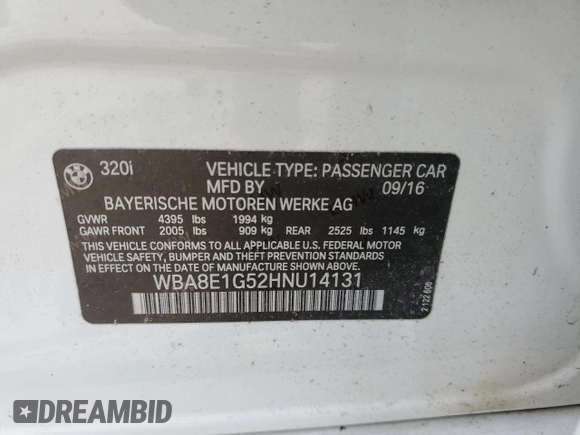 320i VEHICLE TYPE: PASSENGER CAR
MFD BY 09/16
BAYERISCHE MOTOREN WERKE AG
GVWR 4395 lbs 1994 kg
GAWR FRONT 2005 lbs 909 kg REAR 2525 lbs 1145 kg
THIS VEHICLE CONFORMS TO ALL APPLICABLE U.S. FEDERAL MOTOR
VEHICLE SAFETY, BUMPER AND THEFT PREVENTION STANDARDS IN
EFFECT ON THE DATE OF MANUFACTURE SHOWN ABOVE.
WBA8E1G52HNU14131
2122608
DREAMBID